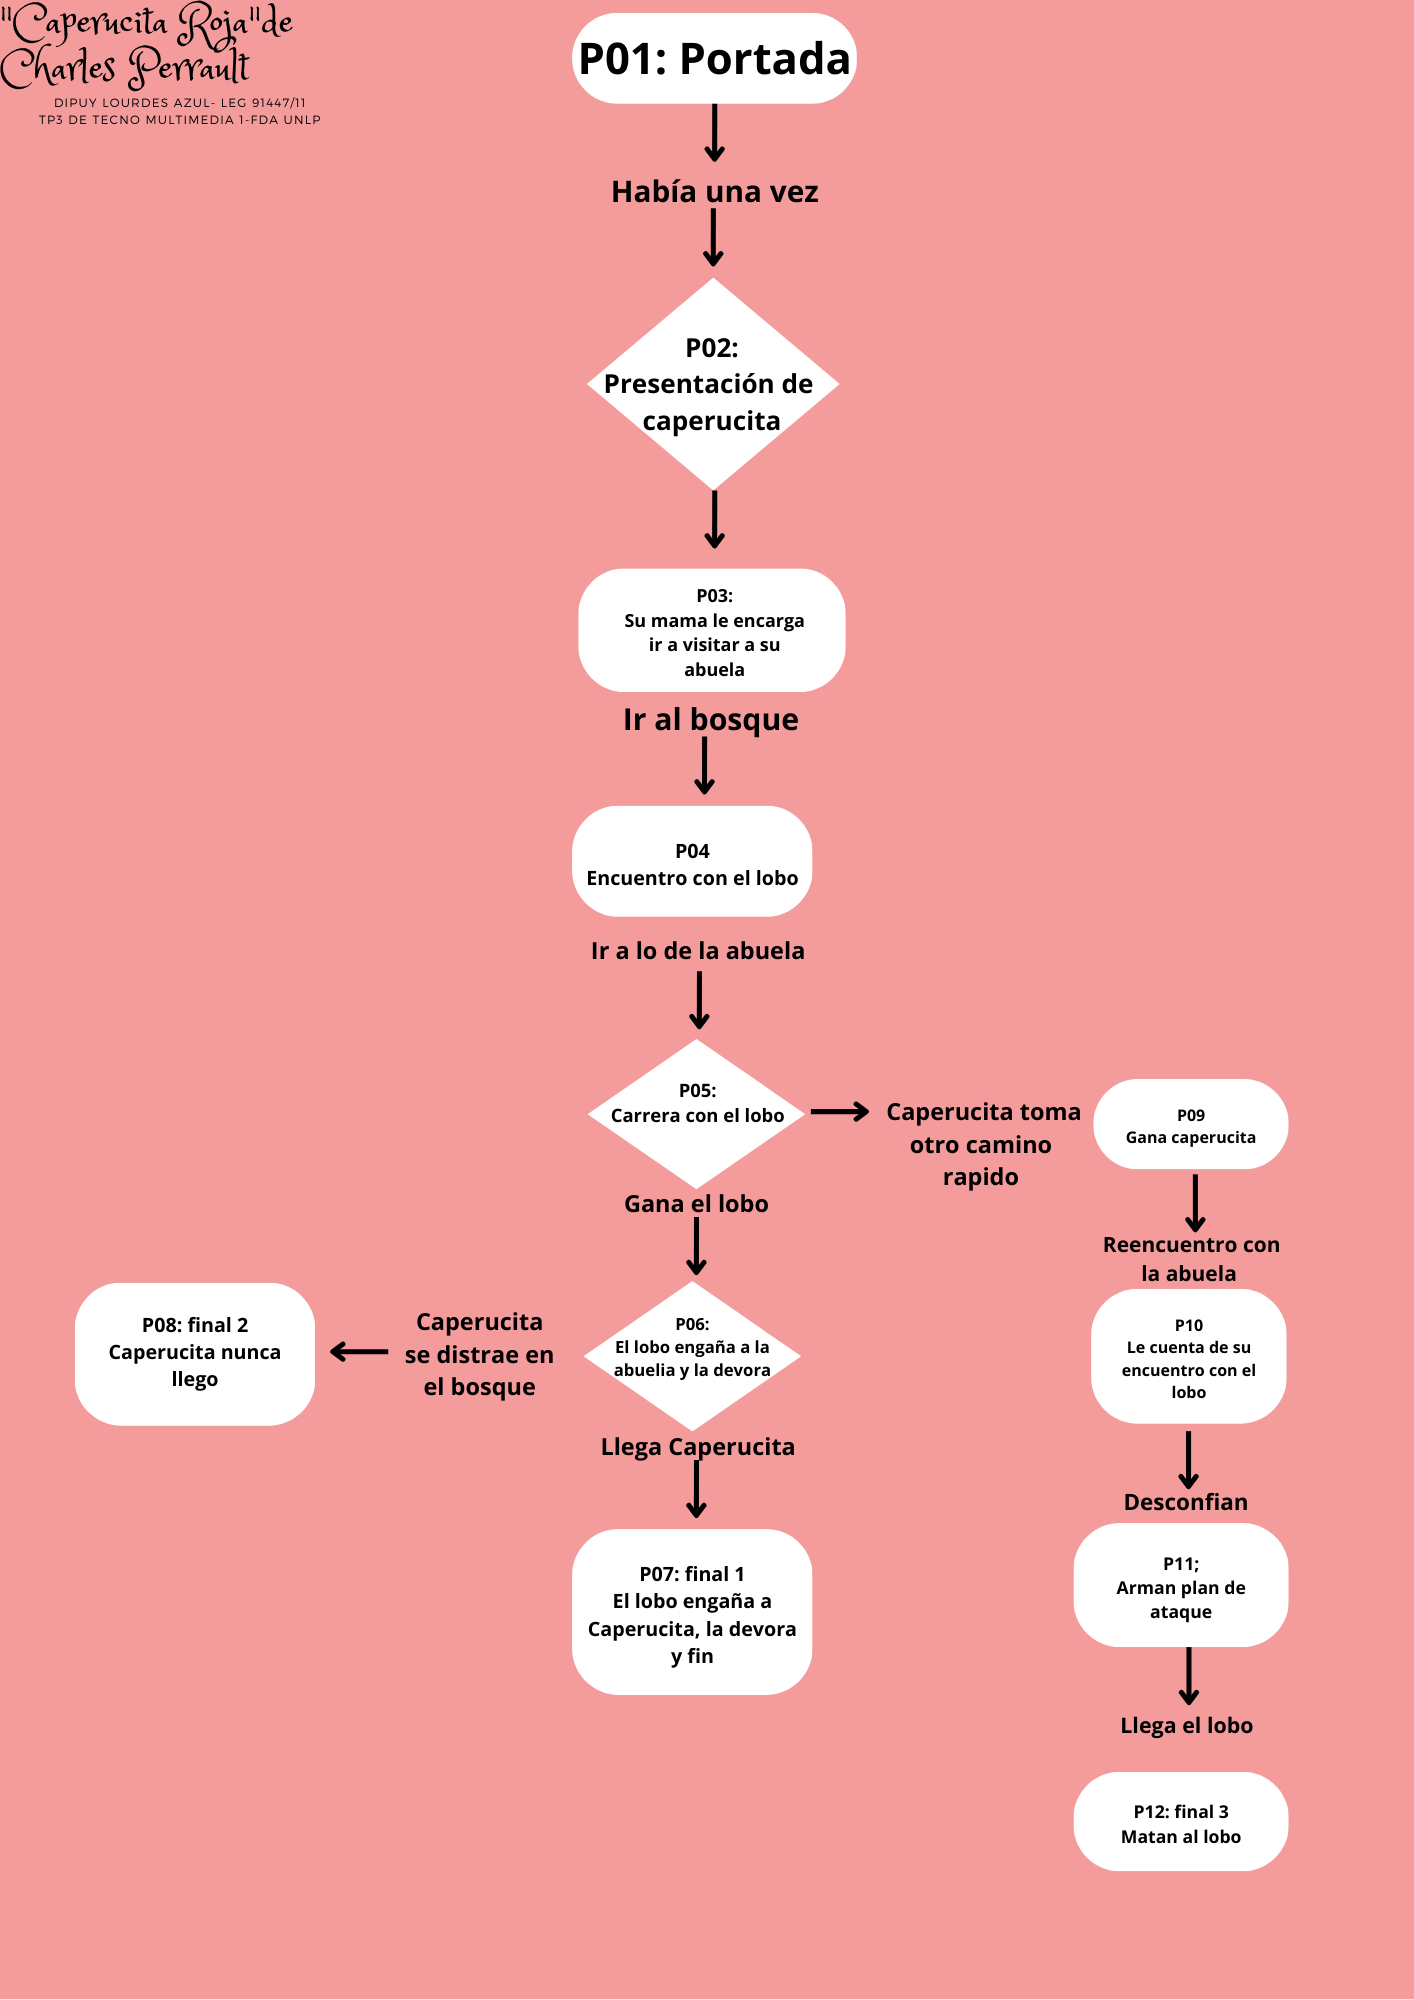 "Caperucita Roja"de
Charles Perrault
DIPUY LOURDES AZUL- LEG 91447/11
TP3 DE TECNO MULTIMEDIA 1-FDA UNLP
P01: Portada
Había una vez
P02:
Presentación de
caperucita
P03:
Su mama le encarga
ir a visitar a su
abuela
Ir al bosque
P04
Encuentro con el lobo
Ir a lo de la abuela
P05:
Carrera con el lobo
Caperucita toma
otro camino
rapido
P09
Gana caperucita
Gana el lobo
Reencuentro con
la abuela
P08: final 2
Caperucita nunca
llego
Caperucita
se distrae en
el bosque
P06:
El lobo engaña a la
abuelia y la devora
P10
Le cuenta de su
encuentro con el
lobo
Llega Caperucita
Desconfian
P07: final 1
El lobo engaña a
Caperucita, la devora
y fin
P11;
Arman plan de
ataque
Llega el lobo
P12: final 3
Matan al lobo